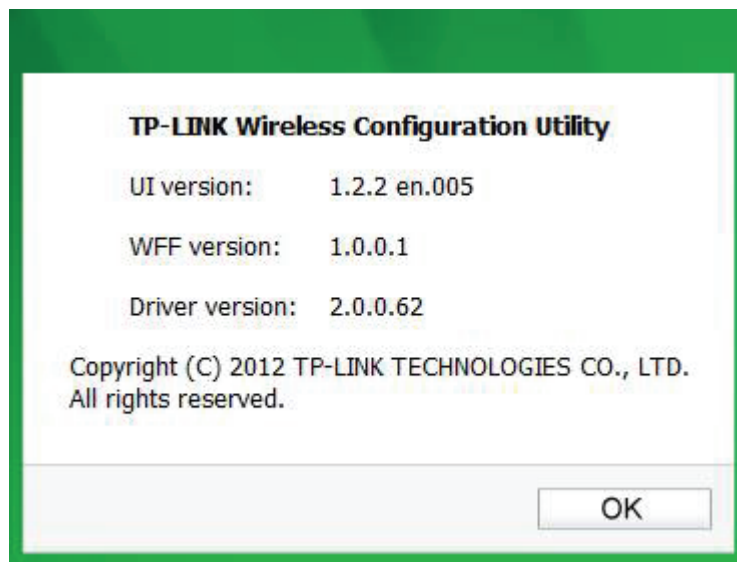 TP-LINK Wireless Configuration Utility
UI version: 1.2.2 en.005
WFF version: 1.0.0.1
Driver version: 2.0.0.62
Copyright (C) 2012 TP-LINK TECHNOLOGIES CO., LTD.
All rights reserved.
OK